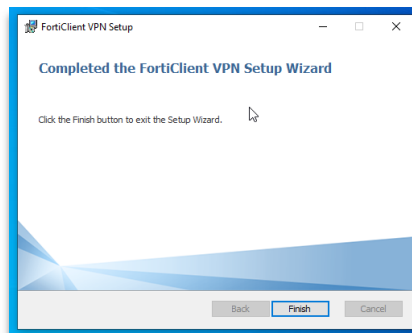 FortiClient VPN Setup
Completed the FortiClient VPN Setup Wizard
Click the Finish button to exit the Setup Wizard.
Back Finish Cancel